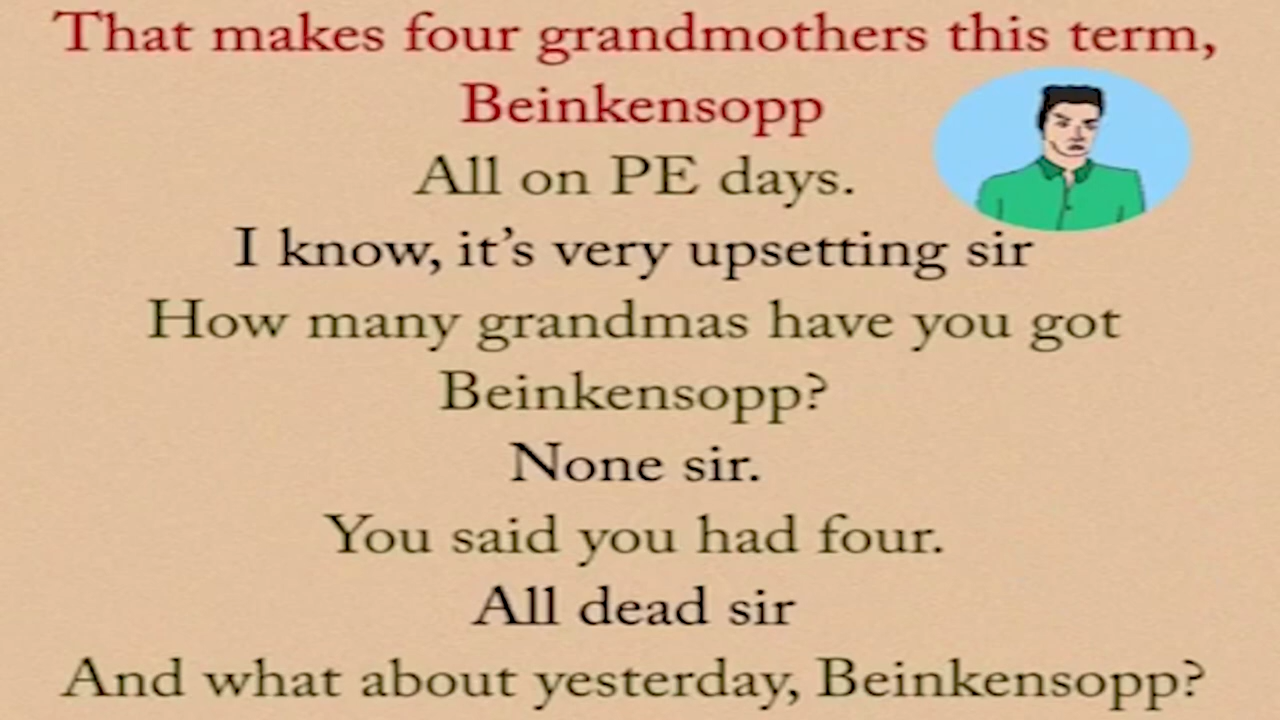 That makes four grandmothers this term,
Beinkensopp
All on PE days.
I know, it’s very upsetting sir
How many grandmas have you got
Beinkensopp?
None sir.
You said you had four.
All dead sir
And what about yesterday, Beinkensopp?